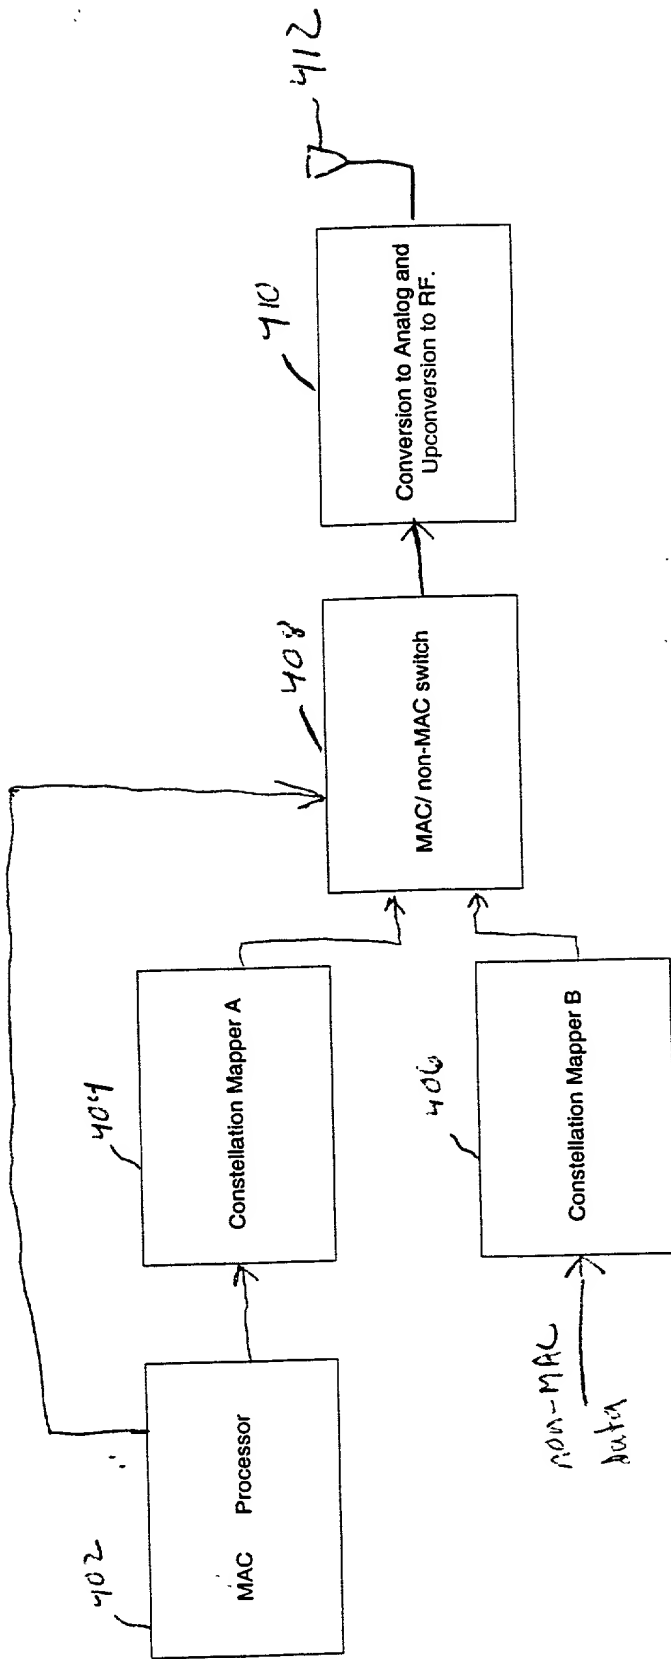 402
MAC Processor
404
Constellation Mapper A
non-MAC
Data
406
Constellation Mapper B
408
MAC/ non-MAC switch
410
Conversion to Analog and
Upconversion to RF.
412